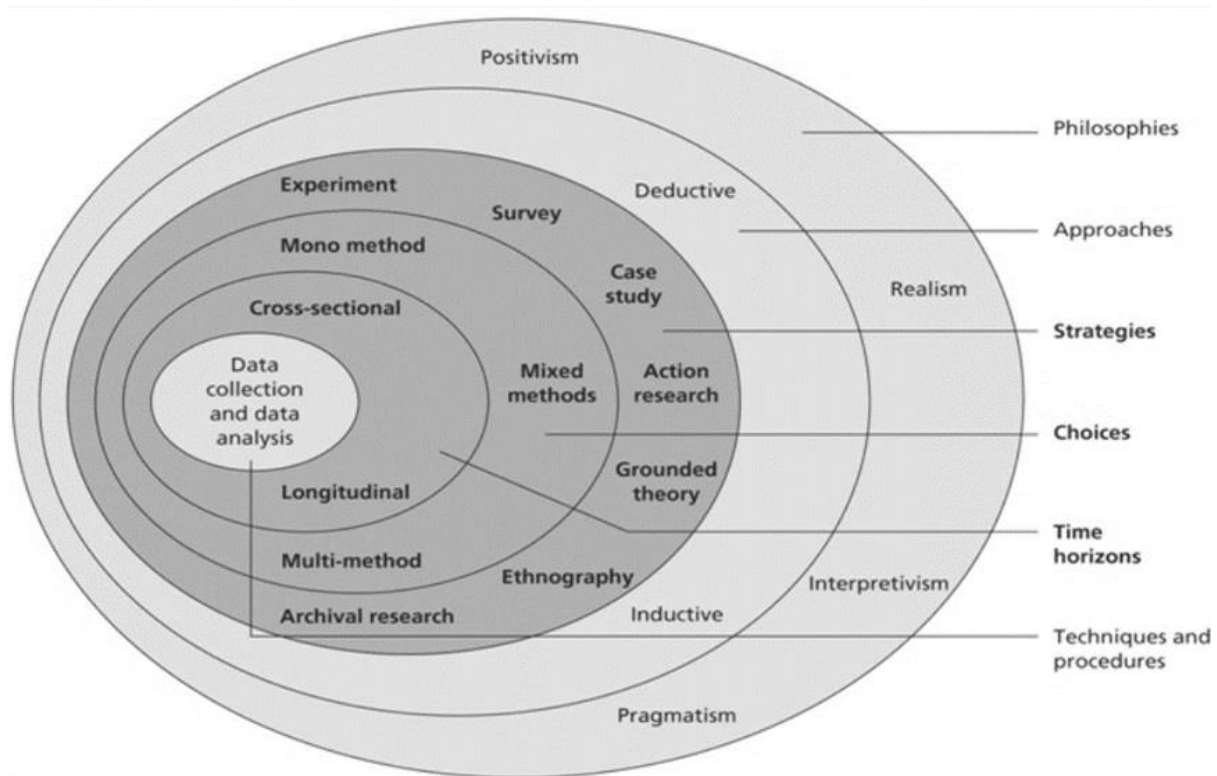 Positivism
Philosophies
Experiment
Deductive
Survey
Approaches
Mono method
Case
study
Realism
Cross-sectional
Strategies
Data
collection
and data
analysis
Mixed
methods
Action
research
Choices
Grounded
theory
Longitudinal
Time
horizons
Multi-method
Ethnography
Interpretivism
Archival research
Inductive
Techniques and
procedures
Pragmatism